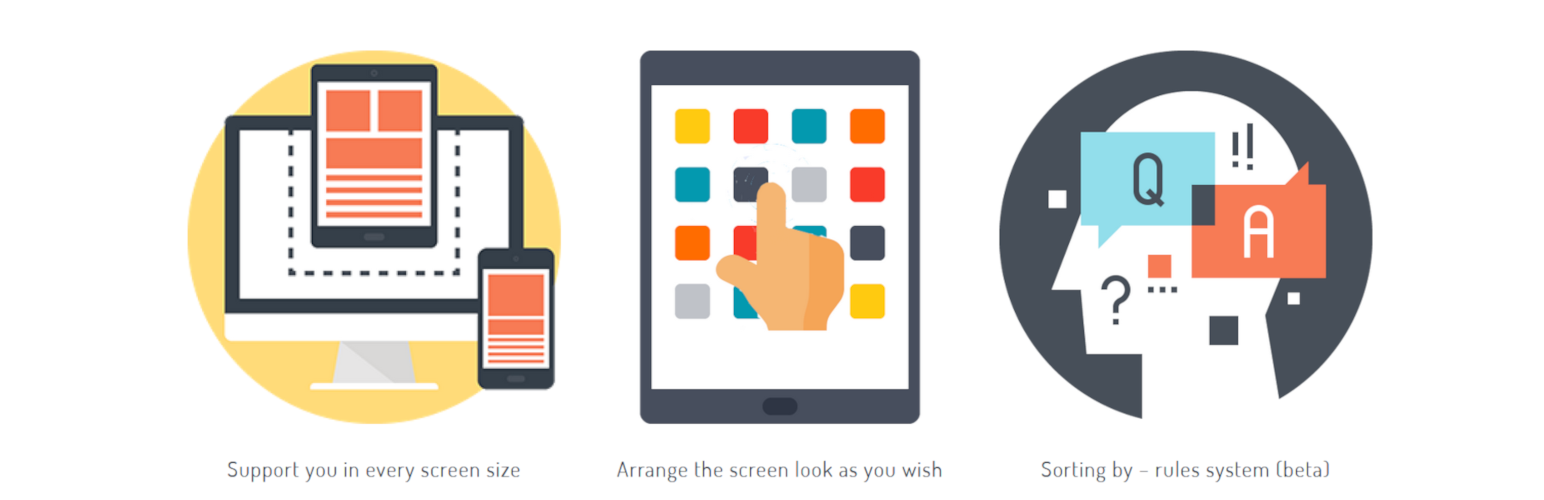 Q
A
!!
?
Support you in every screen size
Arrange the screen look as you wish
Sorting by – rules system (beta)